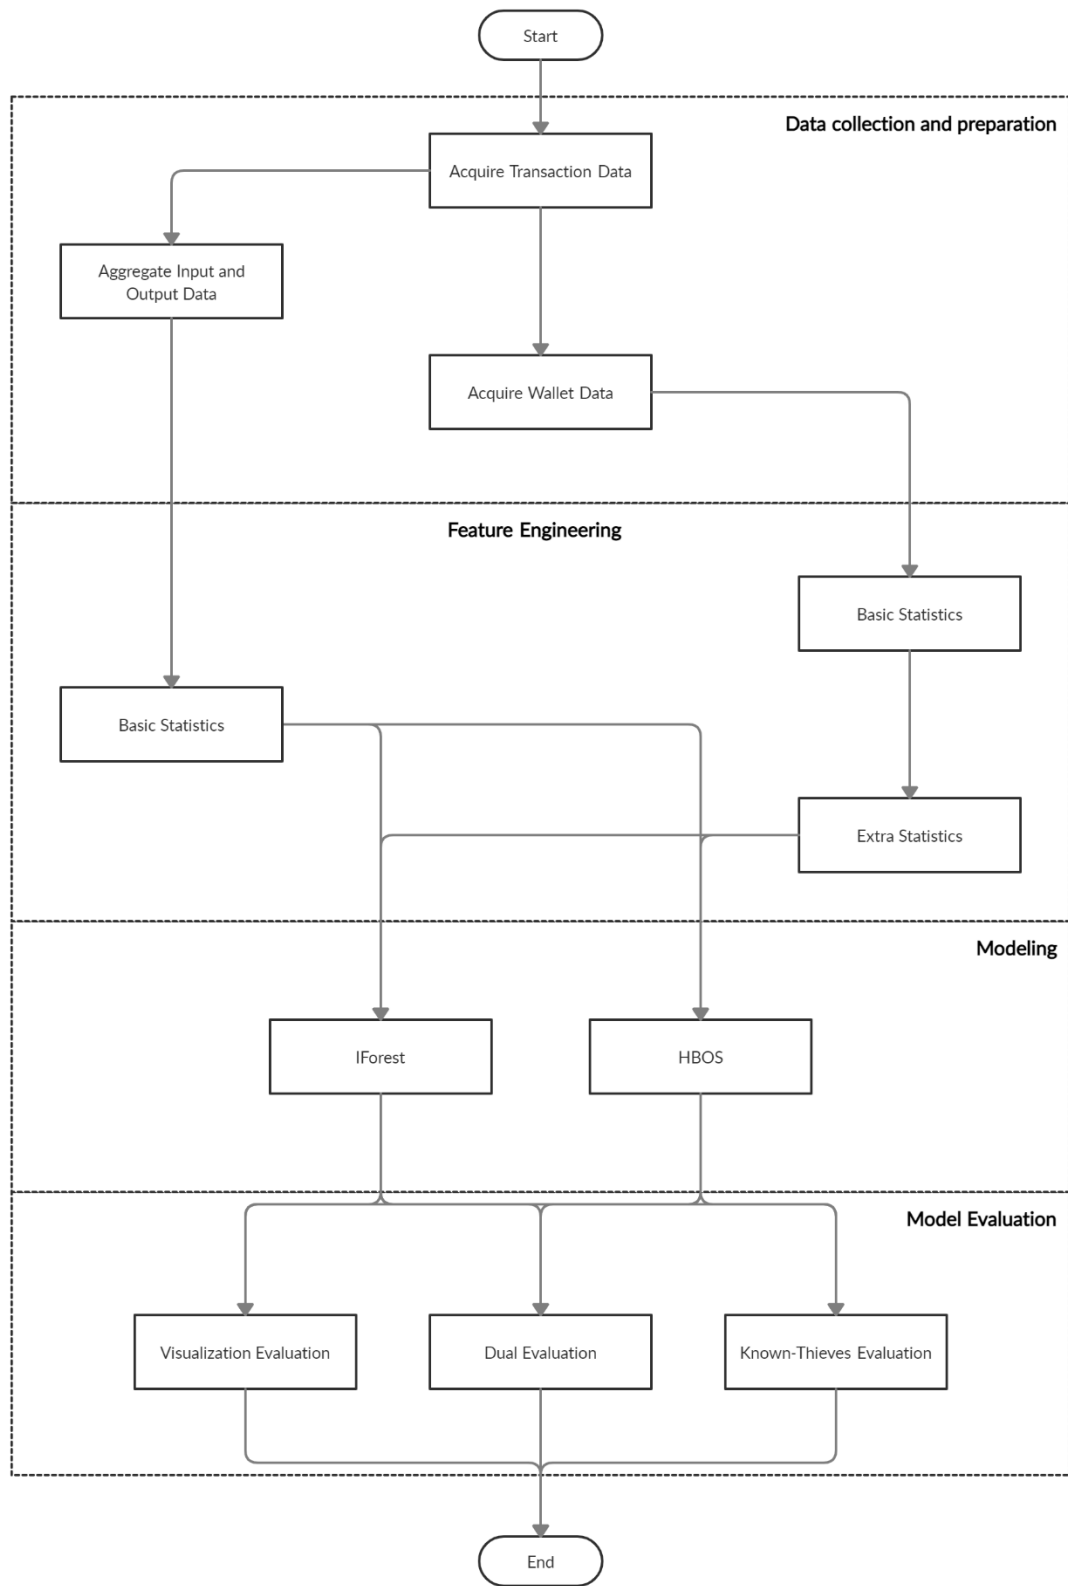 Start
Data collection and preparation
Acquire Transaction Data
Aggregate Input and
Output Data
Acquire Wallet Data
Feature Engineering
Basic Statistics
Basic Statistics
Extra Statistics
Modeling
IForest
HBOS
Model Evaluation
Visualization Evaluation
Dual Evaluation
Known-Thieves Evaluation
End